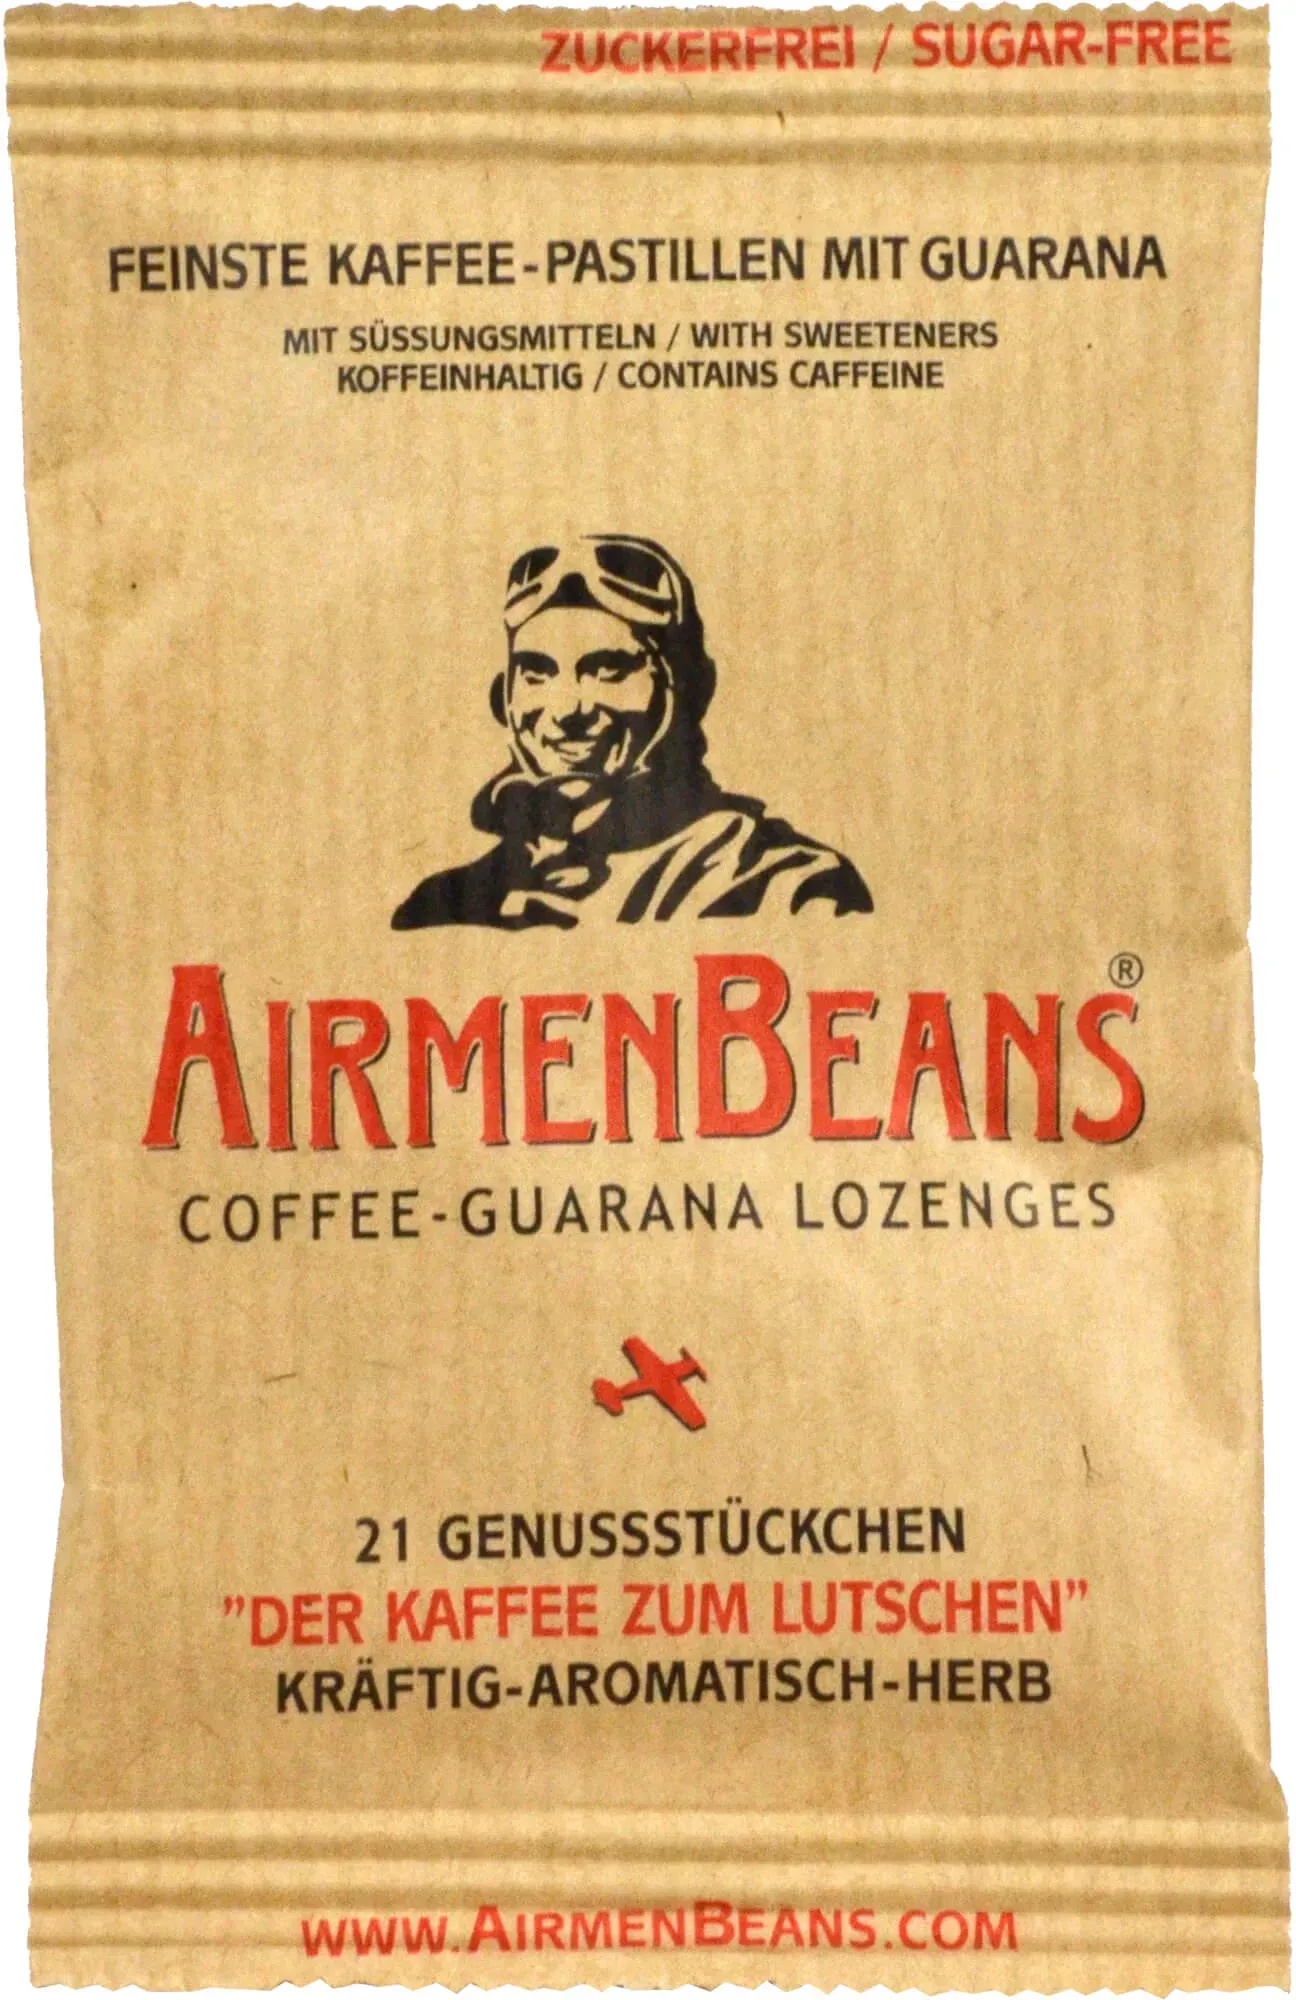 ZUCKERFREI / SUGAR-FREE
FEINSTE KAFFEE-PASTILLEN MIT GUARANA
MIT SÜSSUNGSMITTELN / WITH SWEETENERS
KOFFEINHALTIG / CONTAINS CAFFEINE
AIRMENBEANS®
COFFEE-GUARANA LOZENGES
21 GENUSSSTÜCKCHEN
"DER KAFFEE ZUM LUTSCHEN"
KRÄFTIG-AROMATISCH-HERB
WWW.AIRMENBEANS.COM